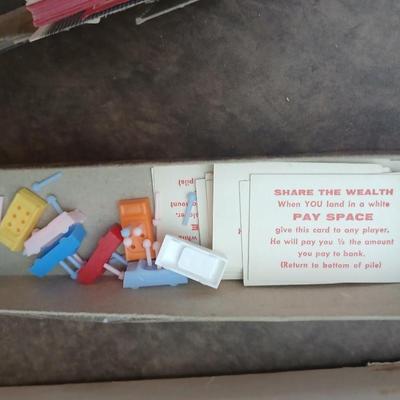 SHARE THE WEALTH
When YOU land in a white
PAY SPACE
give this card to any player.
He will pay you ½ the amount
you pay to bank.
(Return to bottom of pile)